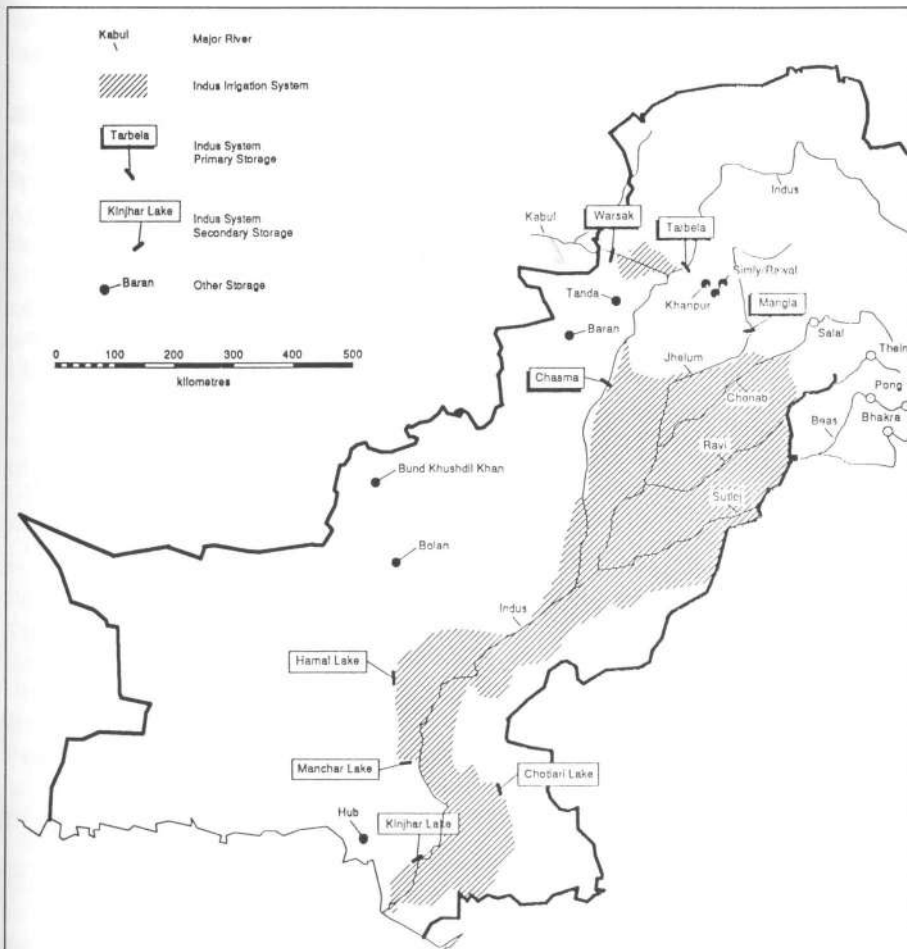 Kabul
Major River
Indus Irrigation System
Tarbela
Indus System
Primary Storage
Kinjhar Lake
Indus System
Secondary Storage
Baran
Other Storage
0 100 200 300 400 500
kilometres
Indus
Kabul
Warsak
Tarbela
Simly/Rawal
Khanpur
Tanda
Mangla
Baran
Salal
Thein
Jhelum
Chasma
Chenab
Pong
Beas
Bhakra
Ravi
Bund Khushdil Khan
Sutlej
Bolan
Indus
Hamal Lake
Manchar Lake
Chotiari Lake
Hub
Kinjhar Lake